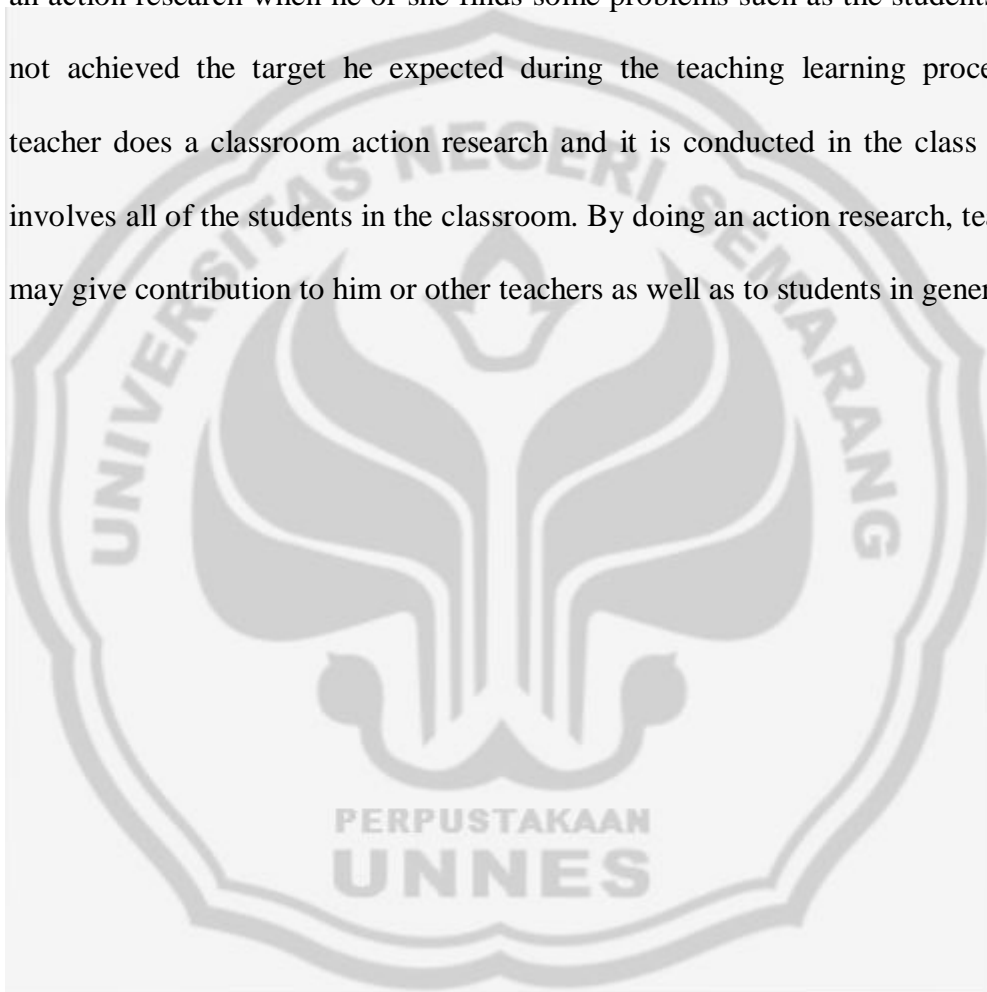 an action research when he or she finds some problems such as the students
not achieved the target he expected during the teaching learning proce
teacher does a classroom action research and it is conducted in the class
involves all of the students in the classroom. By doing an action research, tea
may give contribution to him or other teachers as well as to students in gener
UNIVERSITAS NEGERI SEMARANG
PERPUSTAKAAN
UNNES